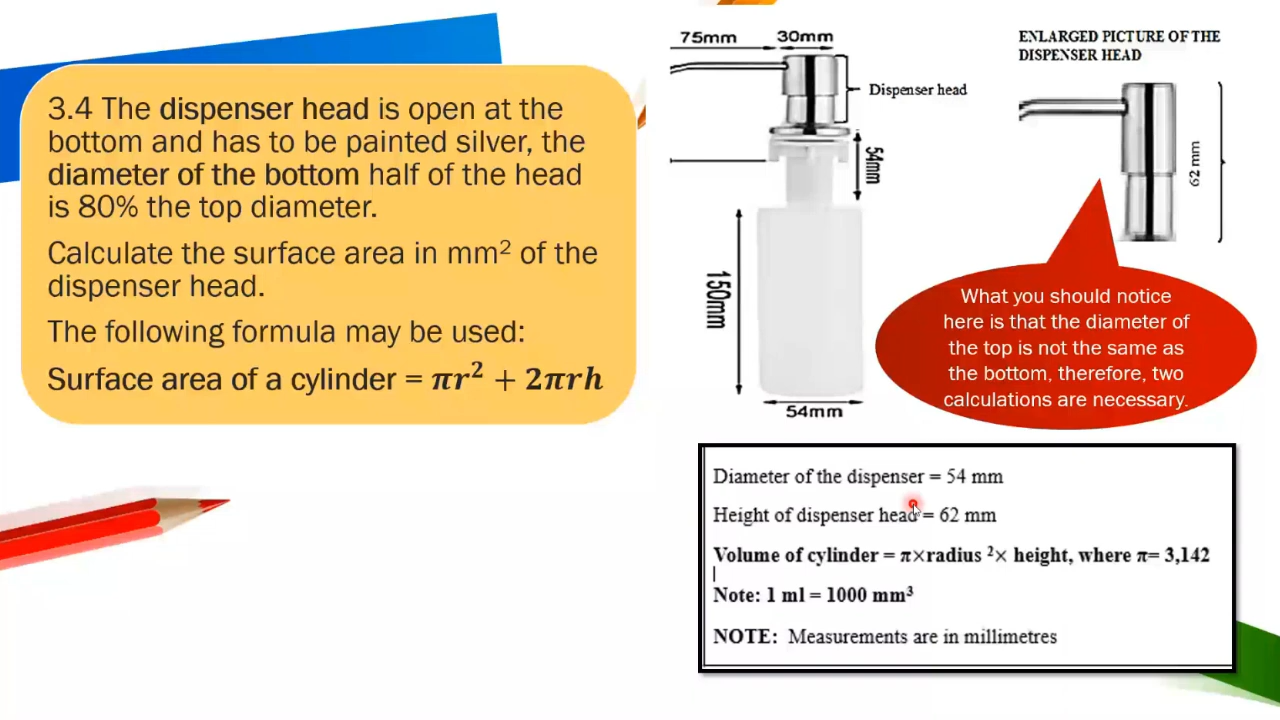 3.4 The dispenser head is open at the
bottom and has to be painted silver, the
diameter of the bottom half of the head
is 80% the top diameter.
Calculate the surface area in mm² of the
dispenser head.
The following formula may be used:
Surface area of a cylinder = πr² + 2πrh
75mm
30mm
Dispenser head
54mm
150mm
54mm
ENLARGED PICTURE OF THE
DISPENSER HEAD
62 mm
What you should notice
here is that the diameter of
the top is not the same as
the bottom, therefore, two
calculations are necessary.
Diameter of the dispenser = 54 mm
Height of dispenser head = 62 mm
Volume of cylinder = π×radius ²× height, where π= 3,142
Note: 1 ml = 1000 mm³
NOTE: Measurements are in millimetres